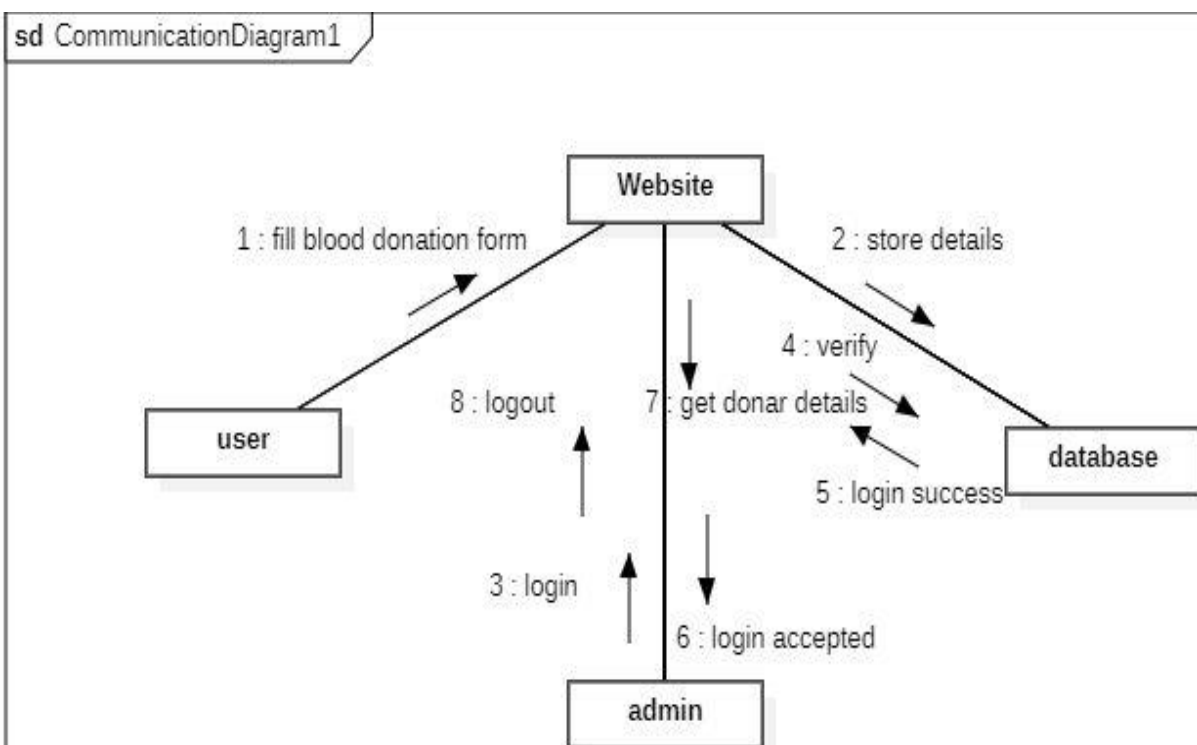 sd CommunicationDiagram1
Website
1 : fill blood donation form
2 : store details
4 : verify
8 : logout
7 : get donar details
user
database
5 : login success
3 : login
6 : login accepted
admin